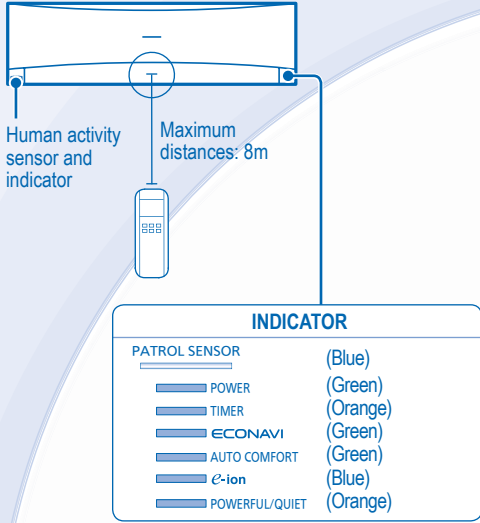 Human activity
sensor and
indicator
Maximum
distances: 8m
INDICATOR
PATROL SENSOR (Blue)
POWER (Green)
TIMER (Orange)
ECONAVI (Green)
AUTO COMFORT (Green)
e-ion (Blue)
POWERFUL/QUIET (Orange)